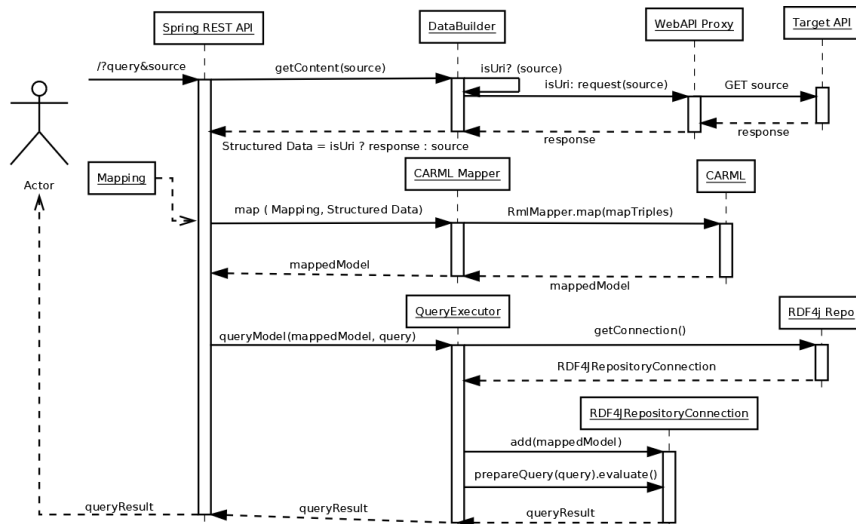 Spring REST API
DataBuilder
WebAPI Proxy
Target API
/?query&source
getContent(source)
isUri? (source)
isUri: request(source)
GET source
response
response
Structured Data = isUri ? response : source
Actor
Mapping
CARML Mapper
CARML
map ( Mapping, Structured Data)
RmlMapper.map(mapTriples)
mappedModel
mappedModel
QueryExecutor
RDF4j Repo
queryModel(mappedModel, query)
getConnection()
RDF4JRepositoryConnection
RDF4JRepositoryConnection
add(mappedModel)
prepareQuery(query).evaluate()
queryResult
queryResult
queryResult